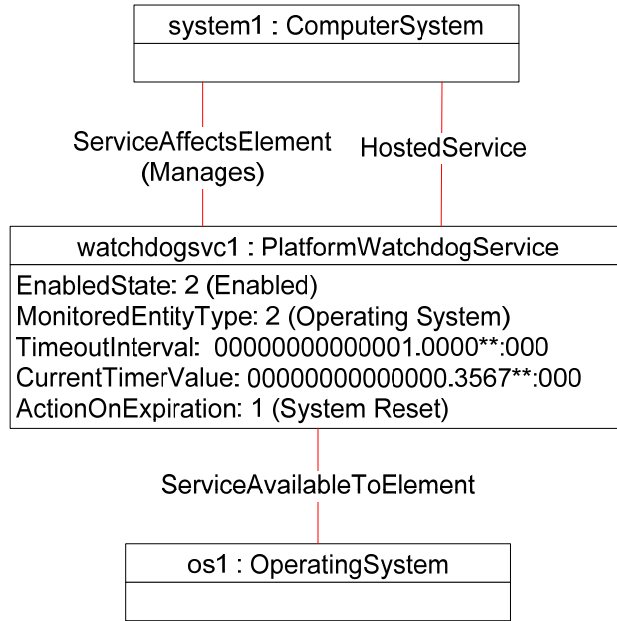 system1 : ComputerSystem
ServiceAffectsElement
(Manages)
HostedService
watchdogsvc1 : PlatformWatchdogService
EnabledState: 2 (Enabled)
MonitoredEntityType: 2 (Operating System)
TimeoutInterval: 00000000000001.0000**:000
CurrentTimerValue: 00000000000000.3567**:000
ActionOnExpiration: 1 (System Reset)
ServiceAvailableToElement
os1 : OperatingSystem